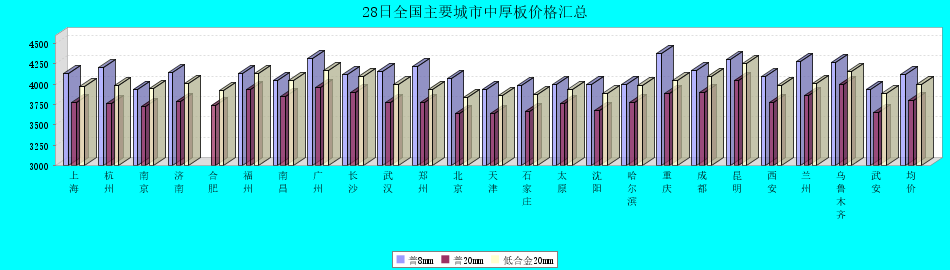 28日全国主要城市中厚板价格汇总
4500
4250
4000
3750
3500
3250
3000
上海 杭州 南京 济南 合肥 福州 南昌 广州 长沙 武汉 郑州 北京 天津 石家庄 太原 沈阳 哈尔滨 重庆 成都 昆明 西安 兰州 乌鲁木齐 武安 均价
普8mm 普20mm 低合金20mm